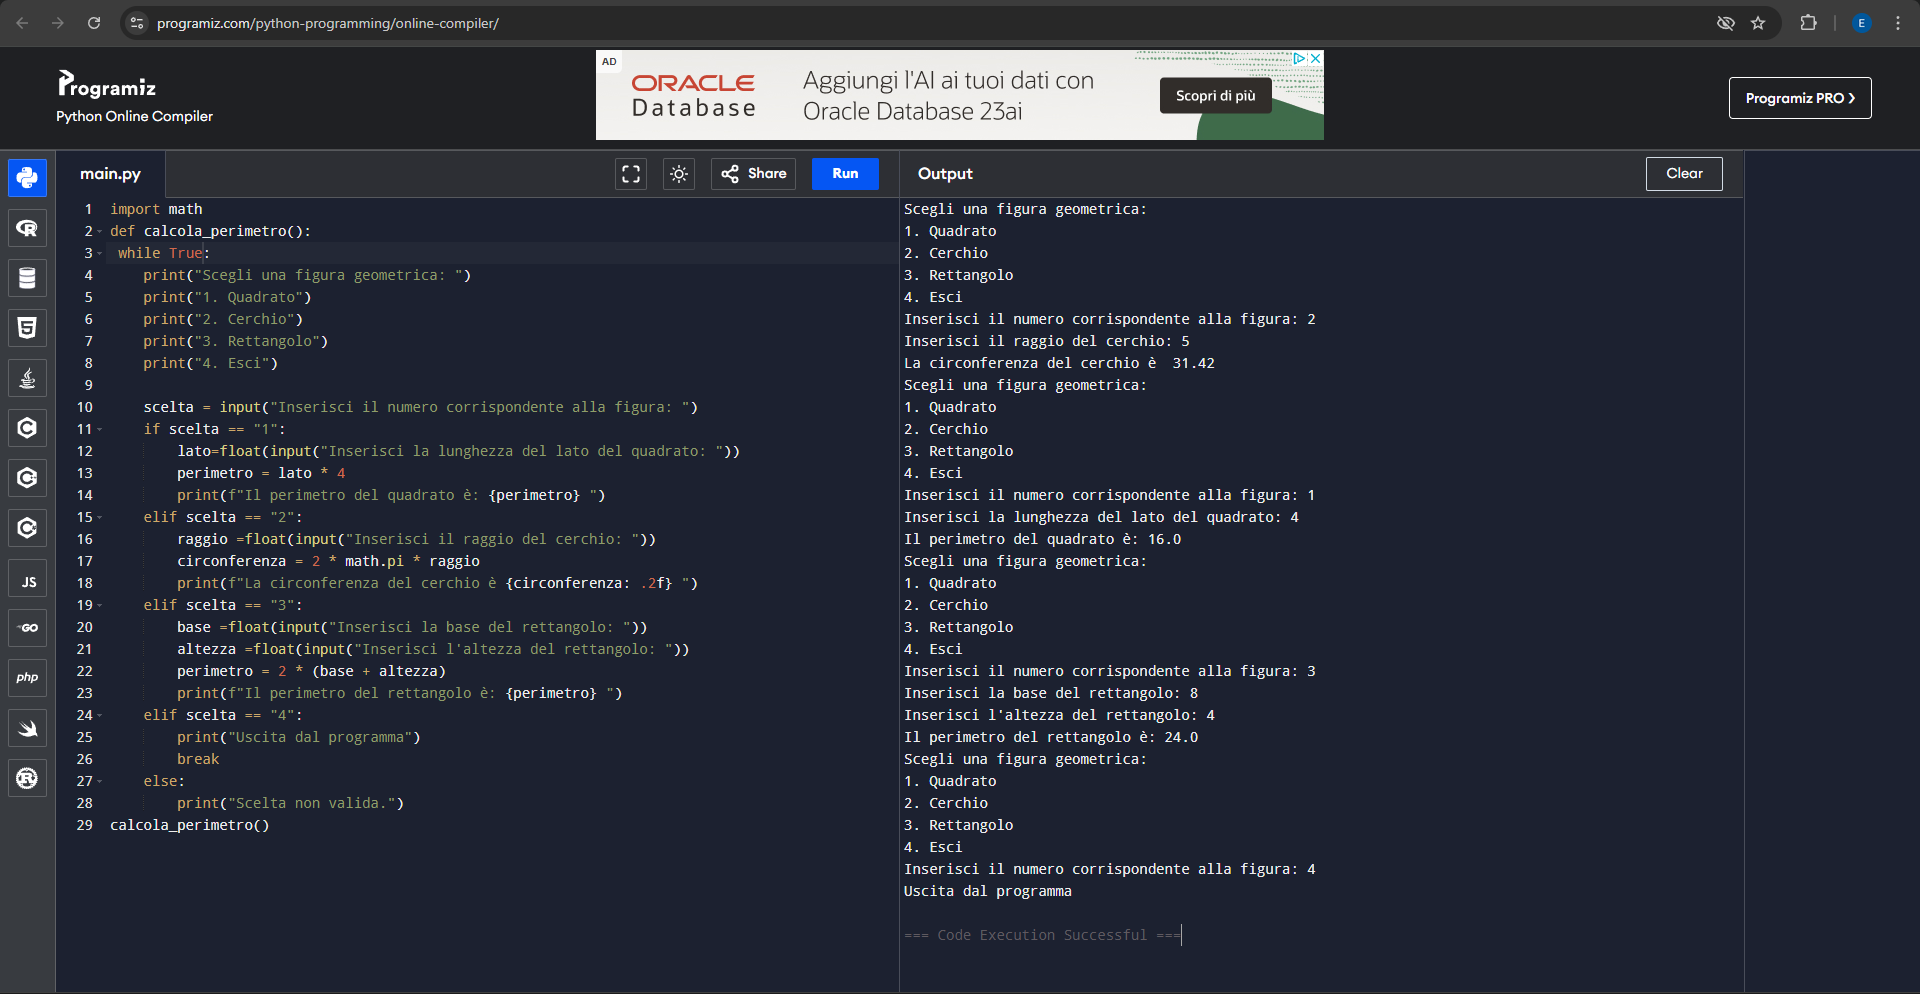 programiz.com/python-programming/online-compiler/
E
Programiz
Python Online Compiler
AD
ORACLE
Database
Aggiungi l'AI ai tuoi dati con
Oracle Database 23ai
Scopri di più
Programiz PRO ❯
main.py
Share
Run
Output
Clear
JS
GO
php
1 import math
2 def calcola_perimetro():
3  while True:
4     print("Scegli una figura geometrica: ")
5     print("1. Quadrato")
6     print("2. Cerchio")
7     print("3. Rettangolo")
8     print("4. Esci")
9
10     scelta = input("Inserisci il numero corrispondente alla figura: ")
11     if scelta == "1":
12         lato=float(input("Inserisci la lunghezza del lato del quadrato: "))
13         perimetro = lato * 4
14         print(f"Il perimetro del quadrato è: {perimetro} ")
15     elif scelta == "2":
16         raggio =float(input("Inserisci il raggio del cerchio: "))
17         circonferenza = 2 * math.pi * raggio
18         print(f"La circonferenza del cerchio è {circonferenza: .2f} ")
19     elif scelta == "3":
20         base =float(input("Inserisci la base del rettangolo: "))
21         altezza =float(input("Inserisci l'altezza del rettangolo: "))
22         perimetro = 2 * (base + altezza)
23         print(f"Il perimetro del rettangolo è: {perimetro} ")
24     elif scelta == "4":
25         print("Uscita dal programma")
26         break
27     else:
28         print("Scelta non valida.")
29 calcola_perimetro()
Scegli una figura geometrica:
1. Quadrato
2. Cerchio
3. Rettangolo
4. Esci
Inserisci il numero corrispondente alla figura: 2
Inserisci il raggio del cerchio: 5
La circonferenza del cerchio è  31.42
Scegli una figura geometrica:
1. Quadrato
2. Cerchio
3. Rettangolo
4. Esci
Inserisci il numero corrispondente alla figura: 1
Inserisci la lunghezza del lato del quadrato: 4
Il perimetro del quadrato è: 16.0
Scegli una figura geometrica:
1. Quadrato
2. Cerchio
3. Rettangolo
4. Esci
Inserisci il numero corrispondente alla figura: 3
Inserisci la base del rettangolo: 8
Inserisci l'altezza del rettangolo: 4
Il perimetro del rettangolo è: 24.0
Scegli una figura geometrica:
1. Quadrato
2. Cerchio
3. Rettangolo
4. Esci
Inserisci il numero corrispondente alla figura: 4
Uscita dal programma
=== Code Execution Successful ===